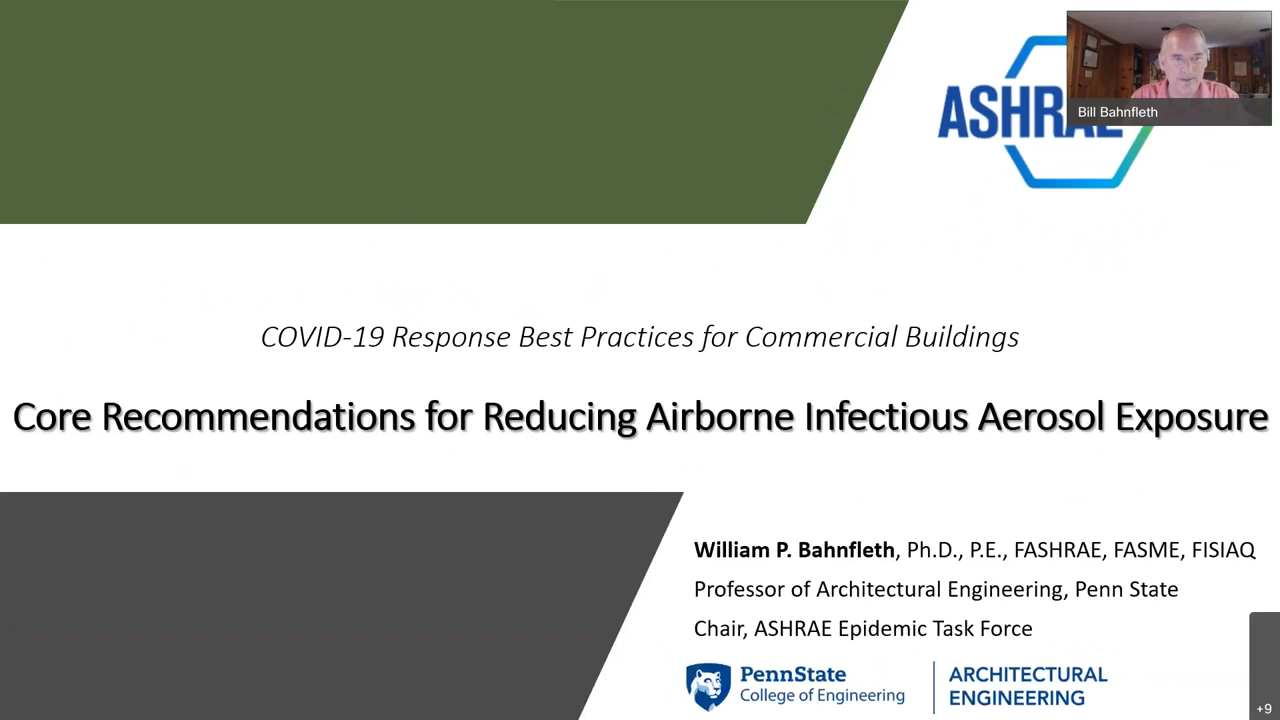 ASHRAE
Bill Bahnfleth
COVID-19 Response Best Practices for Commercial Buildings
Core Recommendations for Reducing Airborne Infectious Aerosol Exposure
William P. Bahnfleth, Ph.D., P.E., FASHRAE, FASME, FISIAQ
Professor of Architectural Engineering, Penn State
Chair, ASHRAE Epidemic Task Force
PennState
College of Engineering
ARCHITECTURAL
ENGINEERING
+9